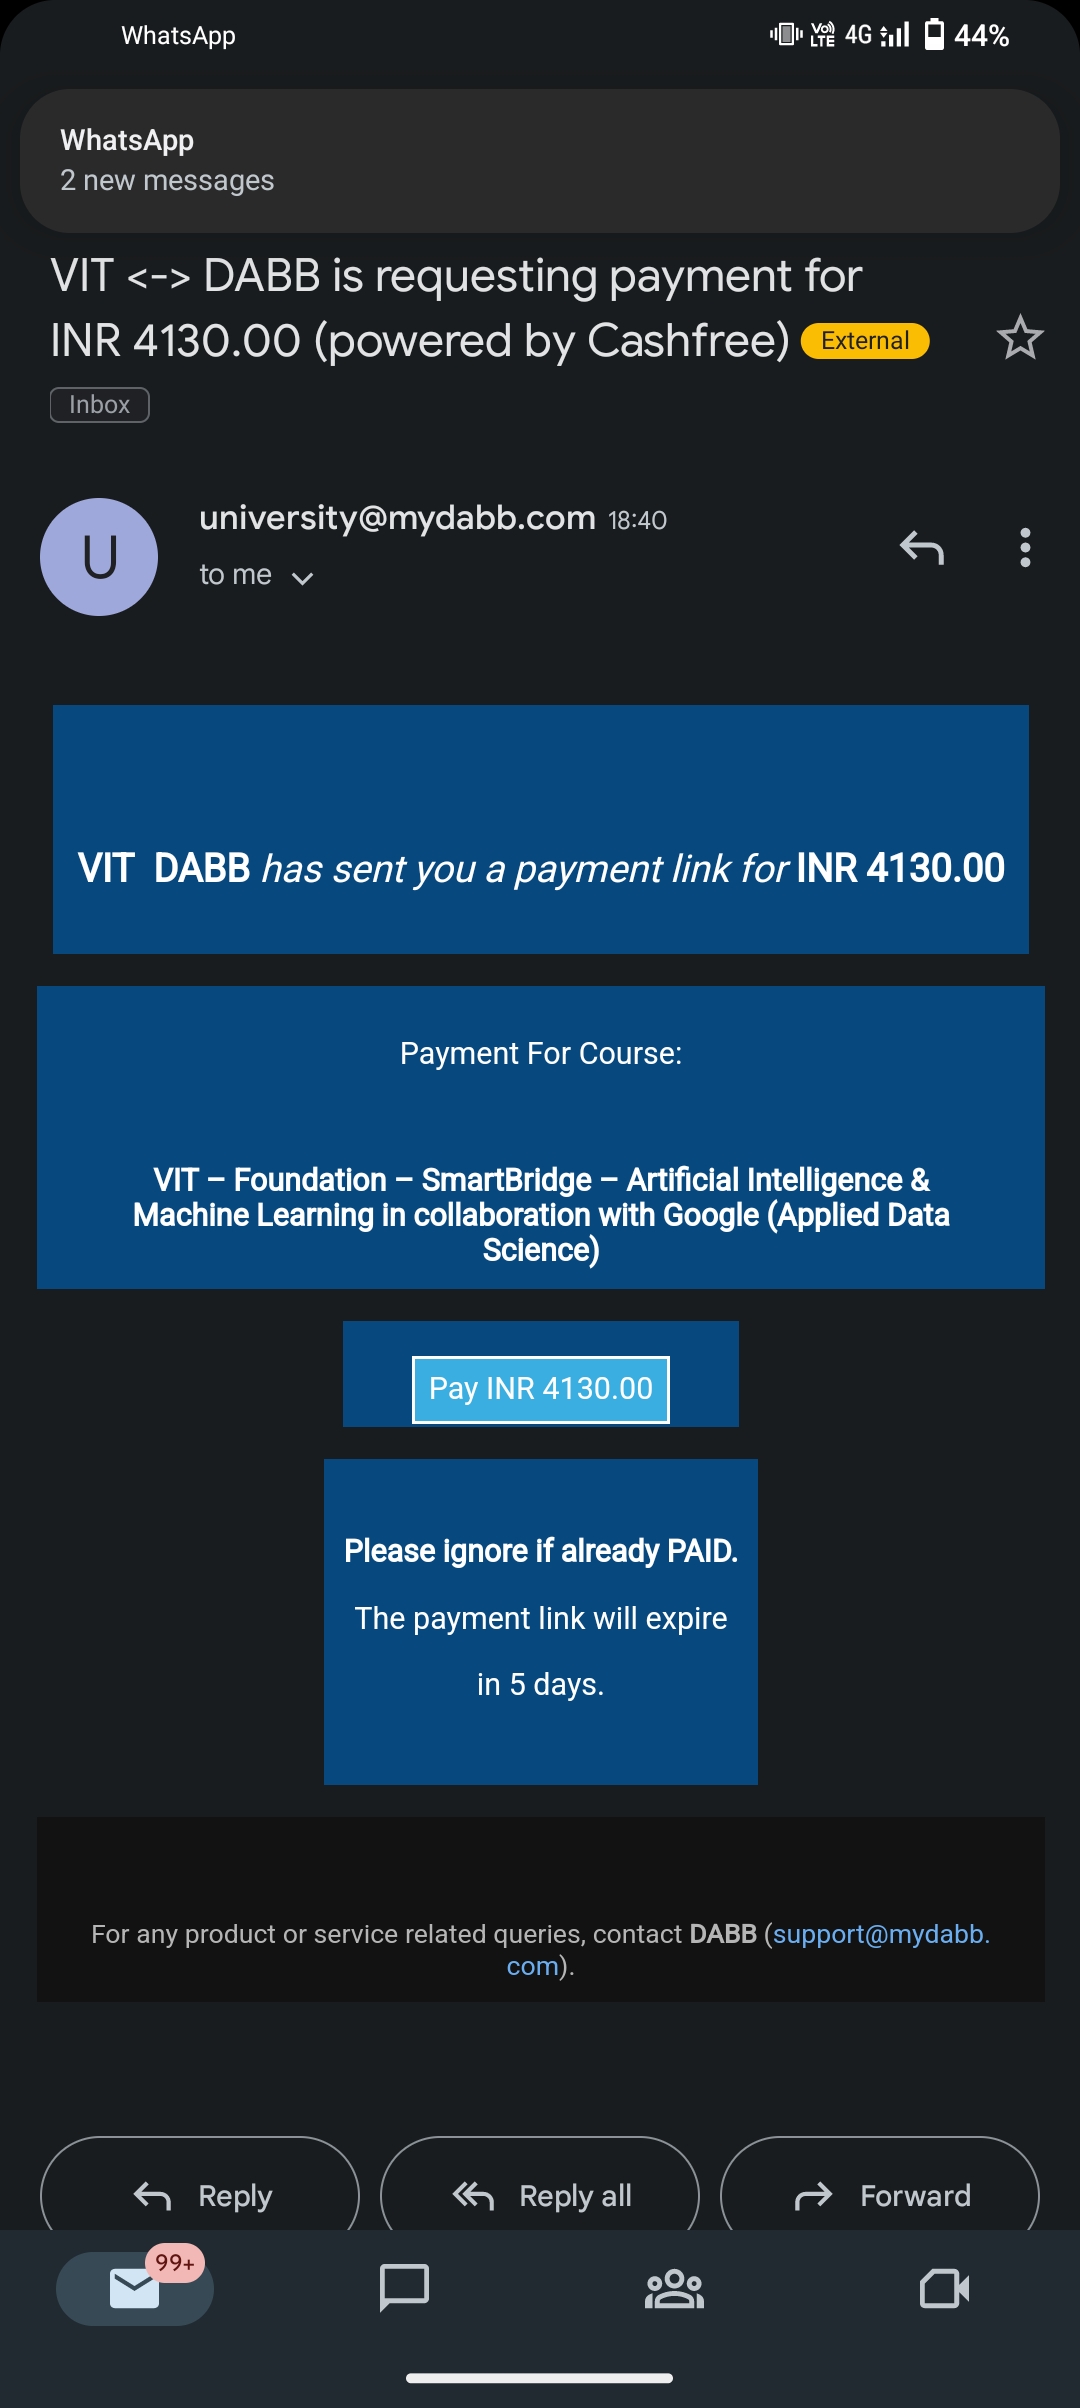 WhatsApp
Vo) LTE 4G 44%
WhatsApp
2 new messages
VIT <-> DABB is requesting payment for
INR 4130.00 (powered by Cashfree) External
Inbox
U
university@mydabb.com 18:40
to me
VIT DABB has sent you a payment link for INR 4130.00
Payment For Course:
VIT – Foundation – SmartBridge – Artificial Intelligence &
Machine Learning in collaboration with Google (Applied Data
Science)
Pay INR 4130.00
Please ignore if already PAID.
The payment link will expire
in 5 days.
For any product or service related queries, contact DABB (support@mydabb.
com).
Reply Reply all Forward
99+